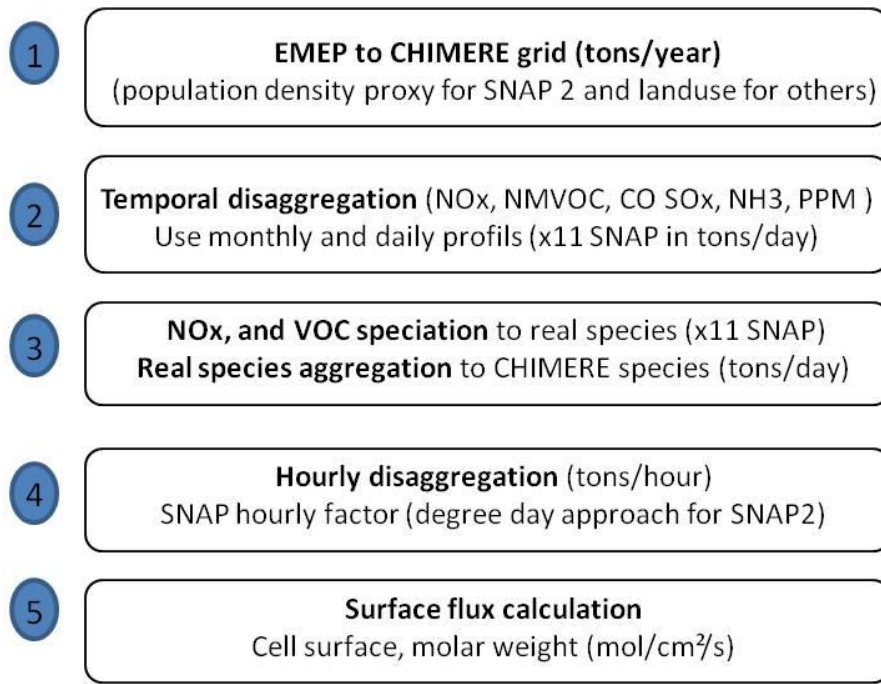 1
EMEP to CHIMERE grid (tons/year)
(population density proxy for SNAP 2 and landuse for others)
2
Temporal disaggregation (NOx, NMVOC, CO SOx, NH3, PPM )
Use monthly and daily profils (x11 SNAP in tons/day)
3
NOx, and VOC speciation to real species (x11 SNAP)
Real species aggregation to CHIMERE species (tons/day)
4
Hourly disaggregation (tons/hour)
SNAP hourly factor (degree day approach for SNAP2)
5
Surface flux calculation
Cell surface, molar weight (mol/cm²/s)